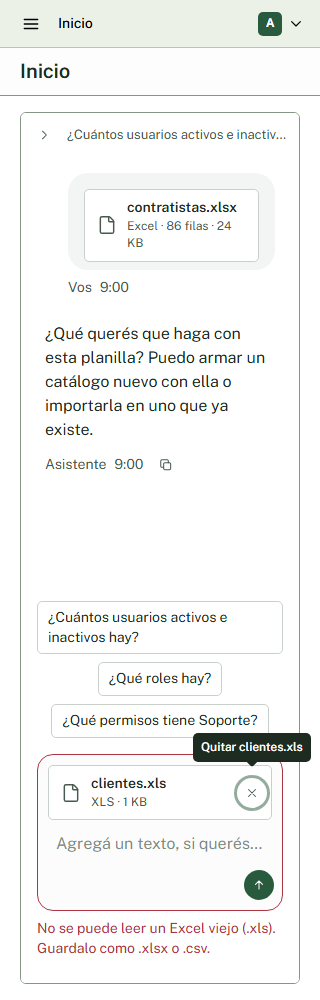 Inicio
A
Inicio
¿Cuántos usuarios activos e inactiv...
contratistas.xlsx
Excel · 86 filas · 24
KB
Vos 9:00
¿Qué querés que haga con
esta planilla? Puedo armar un
catálogo nuevo con ella o
importarla en uno que ya
existe.
Asistente 9:00
¿Cuántos usuarios activos e
inactivos hay?
¿Qué roles hay?
¿Qué permisos tiene Soporte?
Quitar clientes.xls
clientes.xls
XLS · 1 KB
Agregá un texto, si querés...
No se puede leer un Excel viejo (.xls).
Guardalo como .xlsx o .csv.